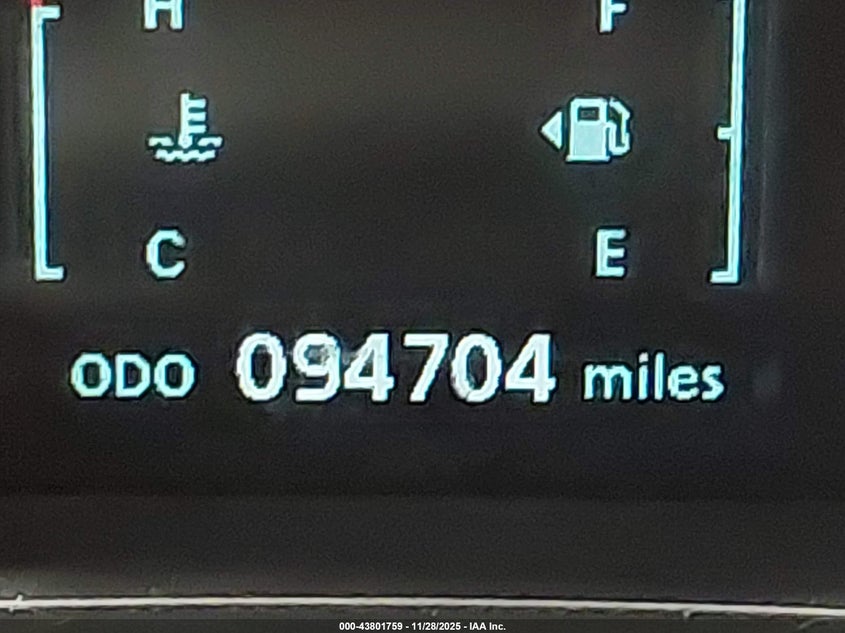 H F
C E
ODO 094704 miles
000-43801759 - 11/28/2025 - IAA Inc.